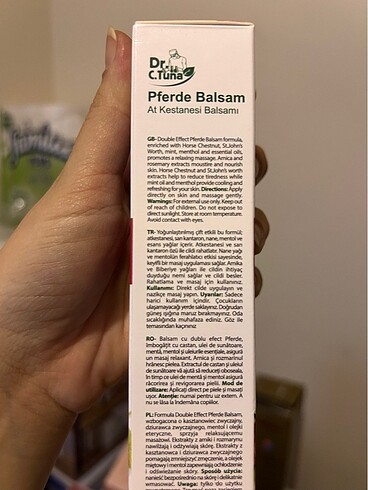 Dr.
C.Tuna
Pferde Balsam
At Kestanesi Balsamı
GB- Double Effect Pferde Balsam formula,
enriched with Horse Chestnut, St.John's
Worth, mint, menthol and essential oils,
promotes a relaxing massage. Arnica and
rosemary extracts mousture and nourish
skin. Horse Chestnut and St.John's worth
extracts help to reduce tiredness while
mint oil and menthol provide cooling and
refreshing for your skin. Directions: Apply
directly on skin and massage gently.
Warnings: For external use only. Keep out
of reach of children. Do not expose to
direct sunlight. Store at room temperature.
Avoid contact with eyes.
TR- Yoğunlaştırılmış çift etkili bu formül;
atkestanesi, sarı kantaron, nane, mentol ve
esans yağlar içerir. Atkestanesi ve sarı
kantaron özü ile cildi rahatlatır. Nane yağı
ve mentolün ferahlatıcı etkisi sayesinde,
keyifli bir masaj uygulaması sağlar. Arnika
ve Biberiye yağları ile cildin ihtiyaç
duyduğu nemi sağlar ve cildi besler.
Rahatlama ve masaj için kullanınız.
Kullanımı: Direkt cilde uygulayın ve
nazikçe masaj yapın. Uyarılar: Sadece
harici kullanım içindir. Çocukların
ulaşamayacağı yerde saklayınız. Doğrudan
güneş ışığına maruz bırakmayınız. Oda
sıcaklığında muhafaza ediniz. Göz ile
temasından kaçınınız
RO- Balsam cu dublu efect Pferde,
îmbogățit cu castan, ulei de sunătoare,
mentă, mentol și uleiurile esențiale, asigură
un masaj relaxant. Arnica și rozmarinul
hrănesc pielea. Extractul de castan și uleiul
de sunătoare vă ajută să reduceți oboseala,
în timp ce ulei de mentă și mentol asigură
răcorirea și revigorarea pielii. Mod de
utilizare: Aplicați direct pe piele și masați
ușor. Atenție: numai pentru uz extern. A
nu se lăsa la îndemâna copiilor.
PL: Formula Double Effect Pferde Balsam,
wzbogacona o kasztanowiec zwyczajny,
dziurawca zwyczajnego, mentol i olejki
eteryczne, sprzyja relaksującemu
masażowi. Ekstrakty z arniki i rozmarynu
nawilżają i odżywiają skórę. Ekstrakty z
kasztanowca i dziurawca zwyczajnego
pomagają zmniejszyć zmęczenie, a olejek
miętowy i mentol zapewniają ochłodzenie
i odświeżanie skóry. Sposób użycia:
nanieść bezpośrednio na skórę i delikatnie
wmasować. Uwaga: tylko do użytku